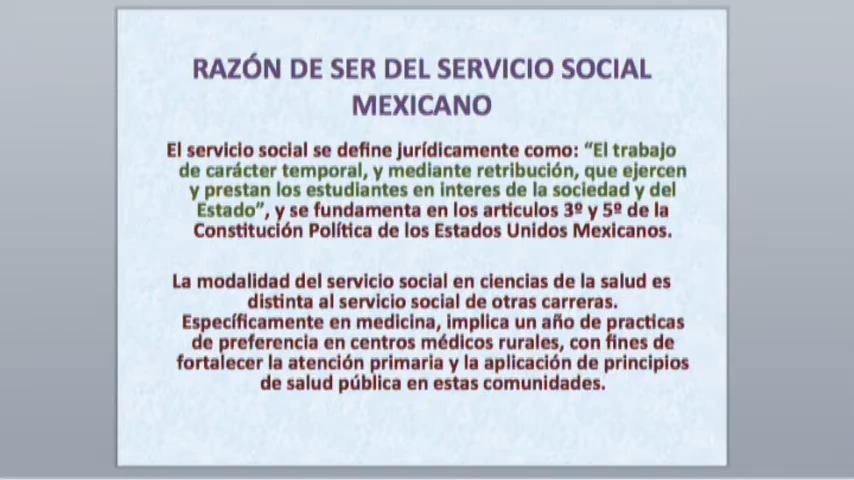 RAZÓN DE SER DEL SERVICIO SOCIAL
MEXICANO
El servicio social se define jurídicamente como: “El trabajo
de carácter temporal, y mediante retribución, que ejercen
y prestan los estudiantes en interes de la sociedad y del
Estado”, y se fundamenta en los articulos 3º y 5º de la
Constitución Política de los Estados Unidos Mexicanos.
La modalidad del servicio social en ciencias de la salud es
distinta al servicio social de otras carreras.
Específicamente en medicina, implica un año de practicas
de preferencia en centros médicos rurales, con fines de
fortalecer la atención primaria y la aplicación de principios
de salud pública en estas comunidades.